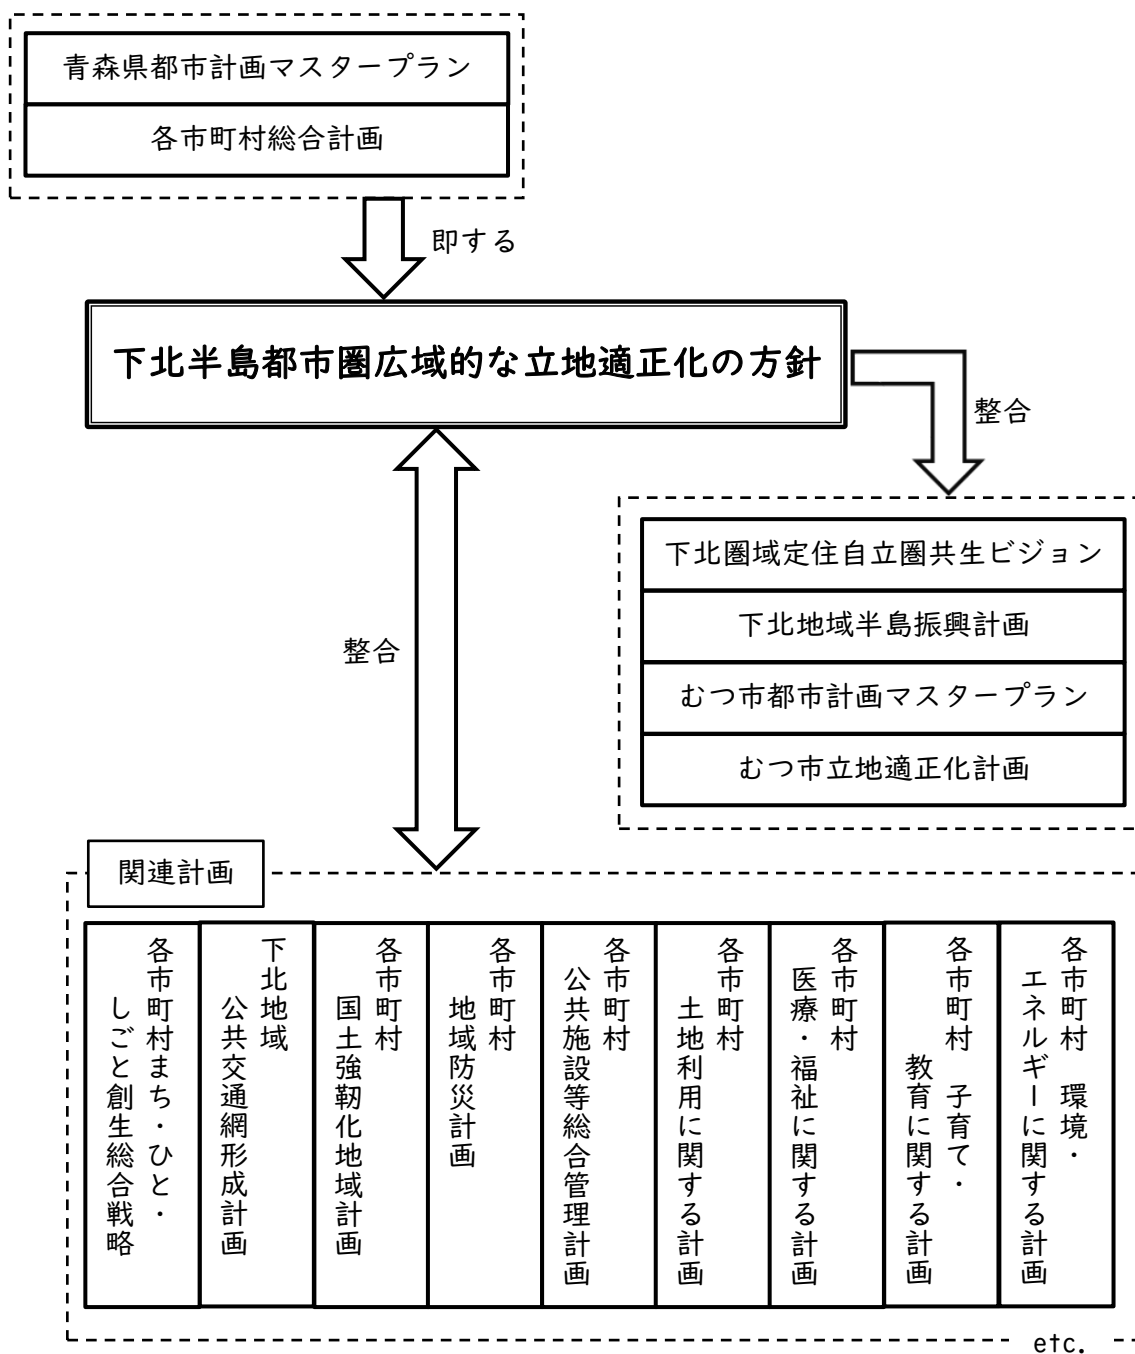 青森県都市計画マスタープラン
各市町村総合計画
即する
下北半島都市圏広域的な立地適正化の方針
整合
下北圏域定住自立圏共生ビジョン
下北地域半島振興計画
むつ市都市計画マスタープラン
むつ市立地適正化計画
整合
関連計画
各市町村まち・ひと・
しごと創生総合戦略
下北地域
公共交通網形成計画
各市町村
国土強靭化地域計画
各市町村
地域防災計画
各市町村
公共施設等総合管理計画
各市町村
土地利用に関する計画
各市町村
医療・福祉に関する計画
各市町村 子育て・
教育に関する計画
各市町村 環境・
エネルギーに関する計画
etc.